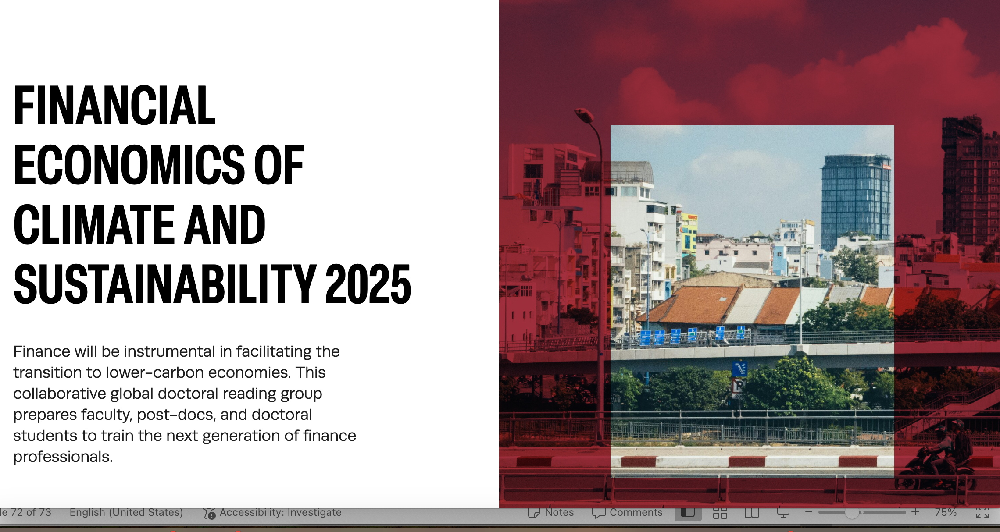 FINANCIAL
ECONOMICS OF
CLIMATE AND
SUSTAINABILITY 2025
Finance will be instrumental in facilitating the
transition to lower-carbon economies. This
collaborative global doctoral reading group
prepares faculty, post-docs, and doctoral
students to train the next generation of finance
professionals.
P
72 of 73
English (United States)
Accessibility: Investigate
Notes
Comments
75%